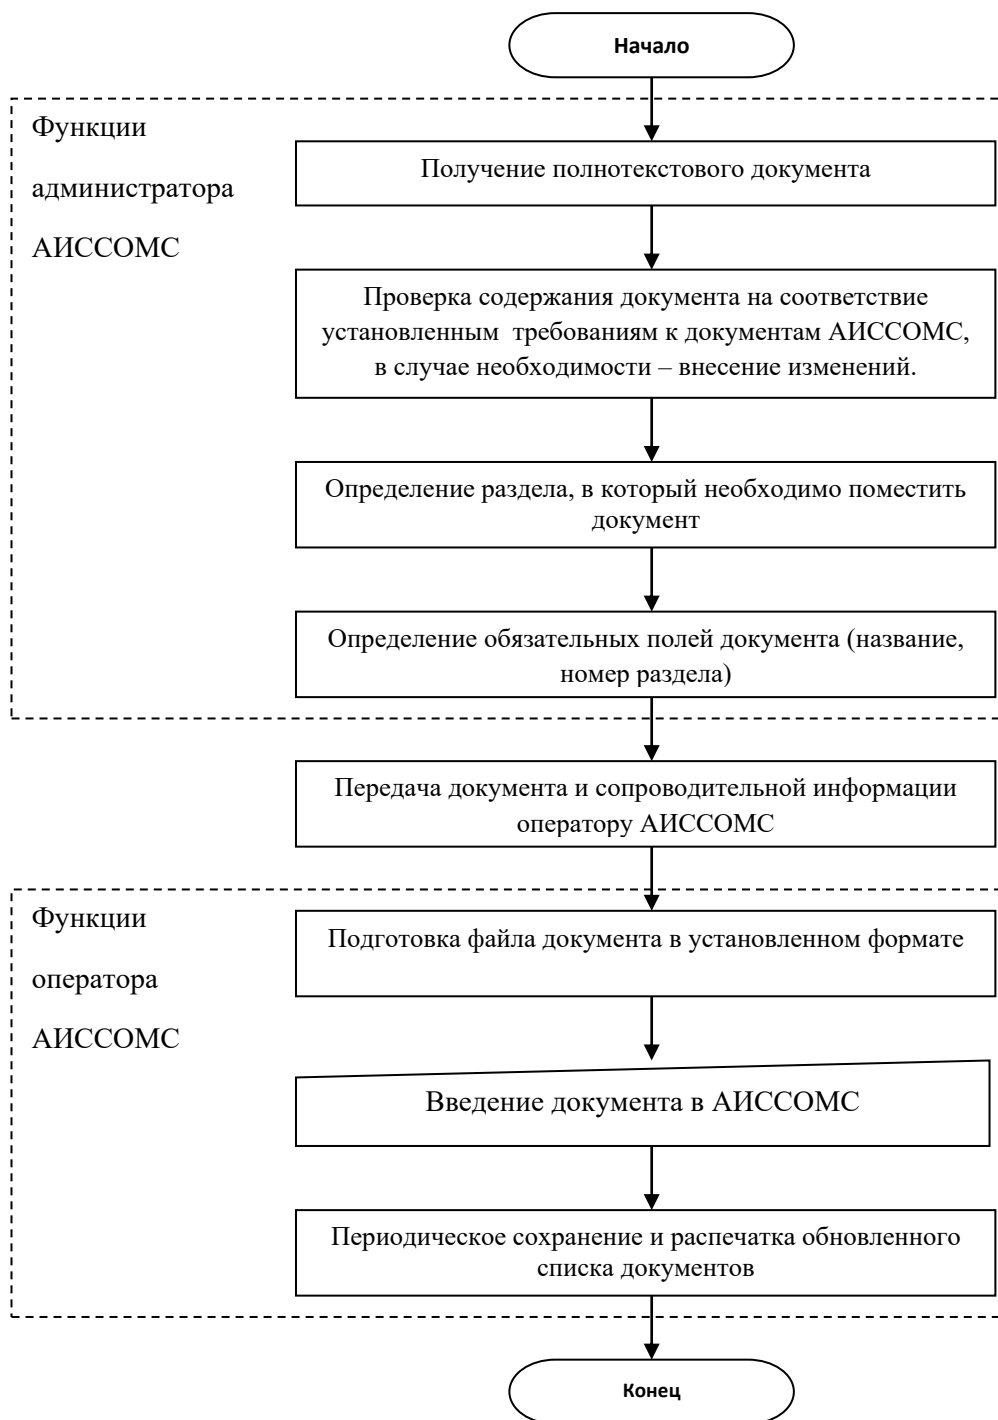 Начало
Функции
администратора
АИССОМС
Получение полнотекстового документа
Проверка содержания документа на соответствие
установленным требованиям к документам АИССОМС,
в случае необходимости – внесение изменений.
Определение раздела, в который необходимо поместить
документ
Определение обязательных полей документа (название,
номер раздела)
Передача документа и сопроводительной информации
оператору АИССОМС
Функции
оператора
АИССОМС
Подготовка файла документа в установленном формате
Введение документа в АИССОМС
Периодическое сохранение и распечатка обновленного
списка документов
Конец